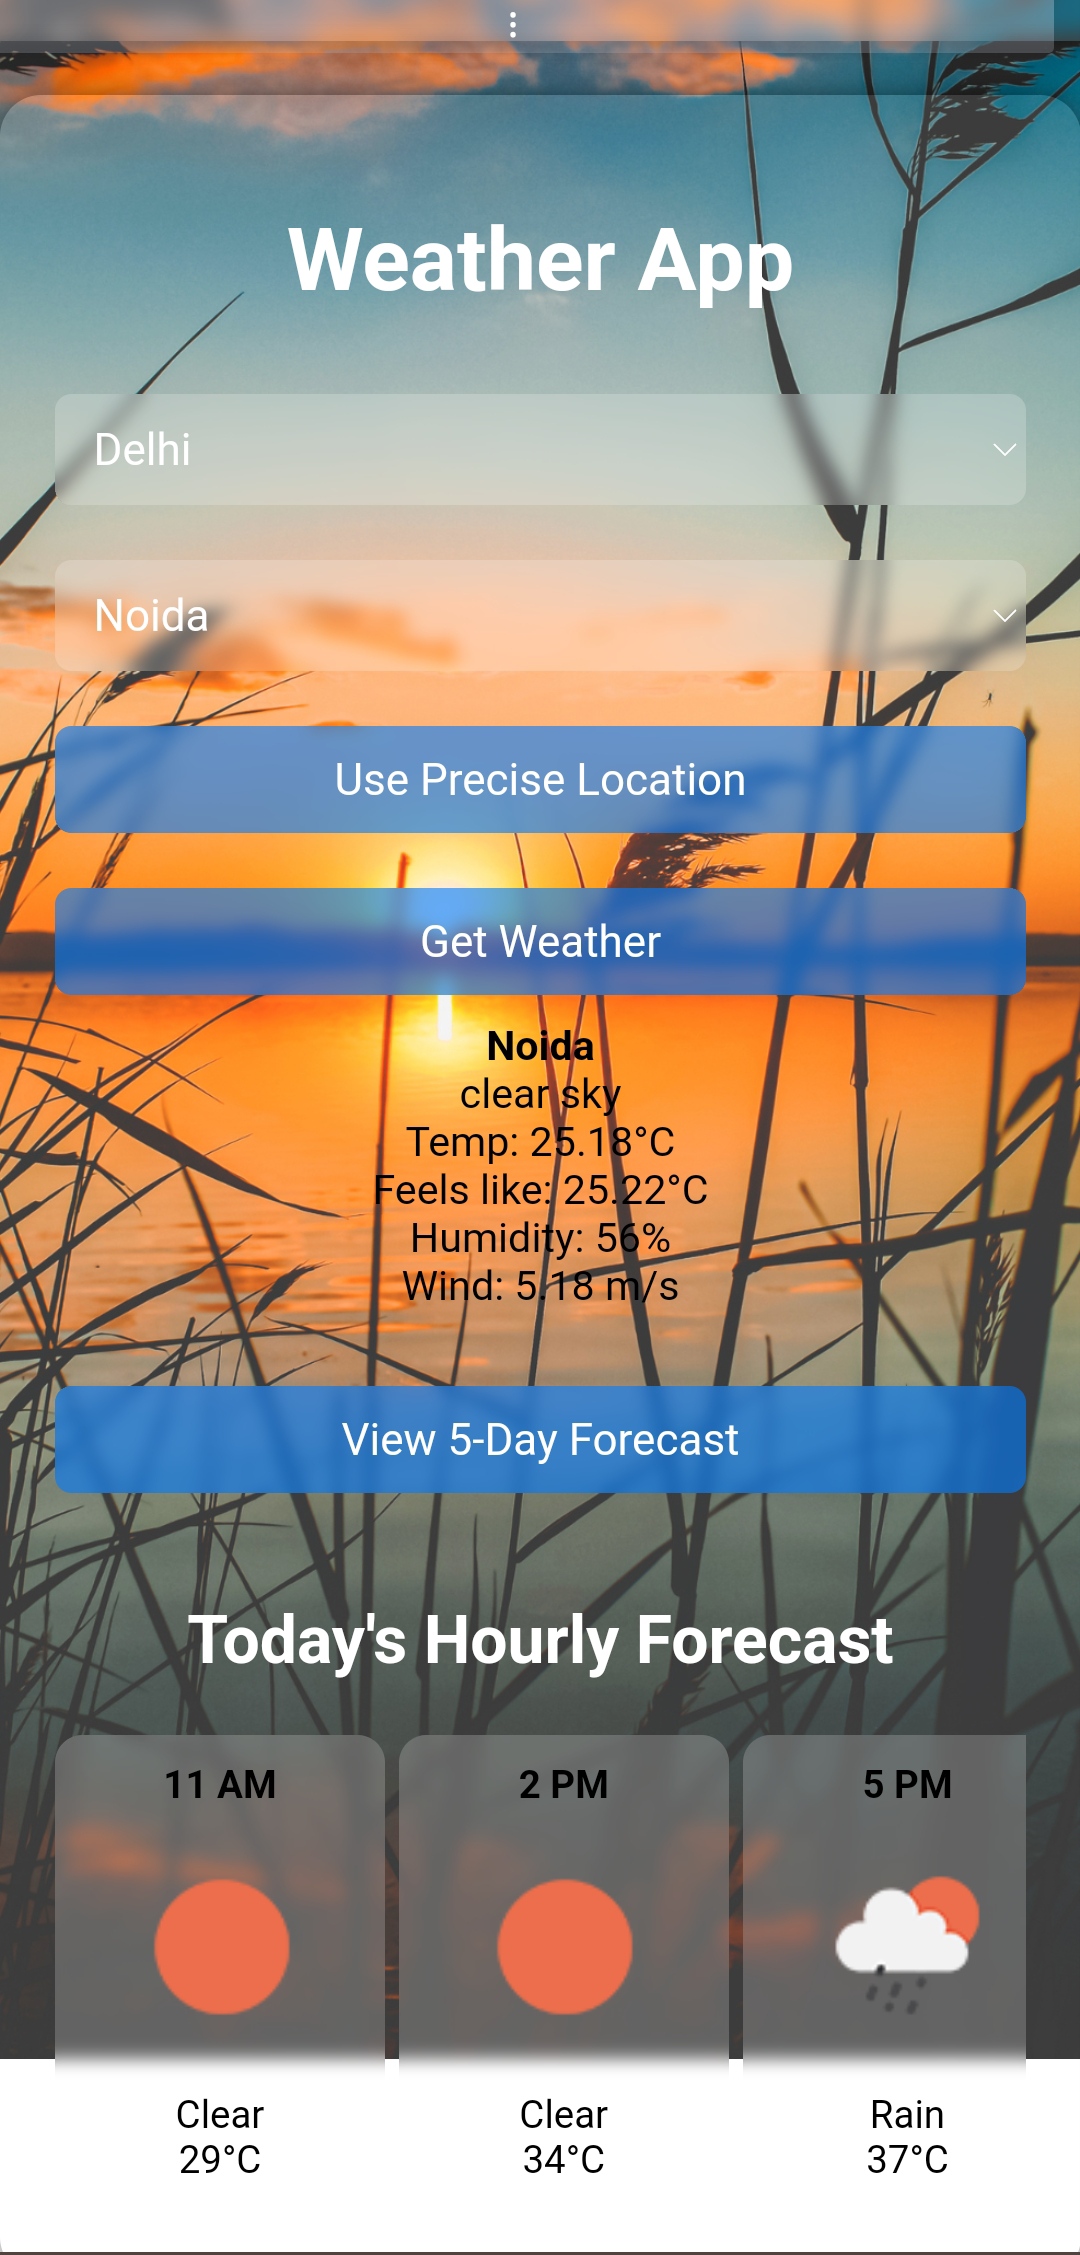 Weather App
Delhi
Noida
Use Precise Location
Get Weather
Noida
clear sky
Temp: 25.18°C
Feels like: 25.22°C
Humidity: 56%
Wind: 5.18 m/s
View 5-Day Forecast
Today's Hourly Forecast
11 AM 2 PM 5 PM
Clear Clear Rain
29°C 34°C 37°C